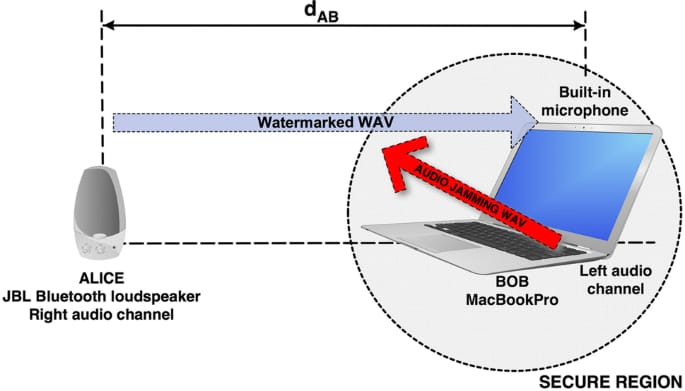 dAB
Built-in
microphone
Watermarked WAV
AUDIO JAMMING WAV
ALICE
JBL Bluetooth loudspeaker
Right audio channel
BOB
MacBookPro
Left audio
channel
SECURE REGION